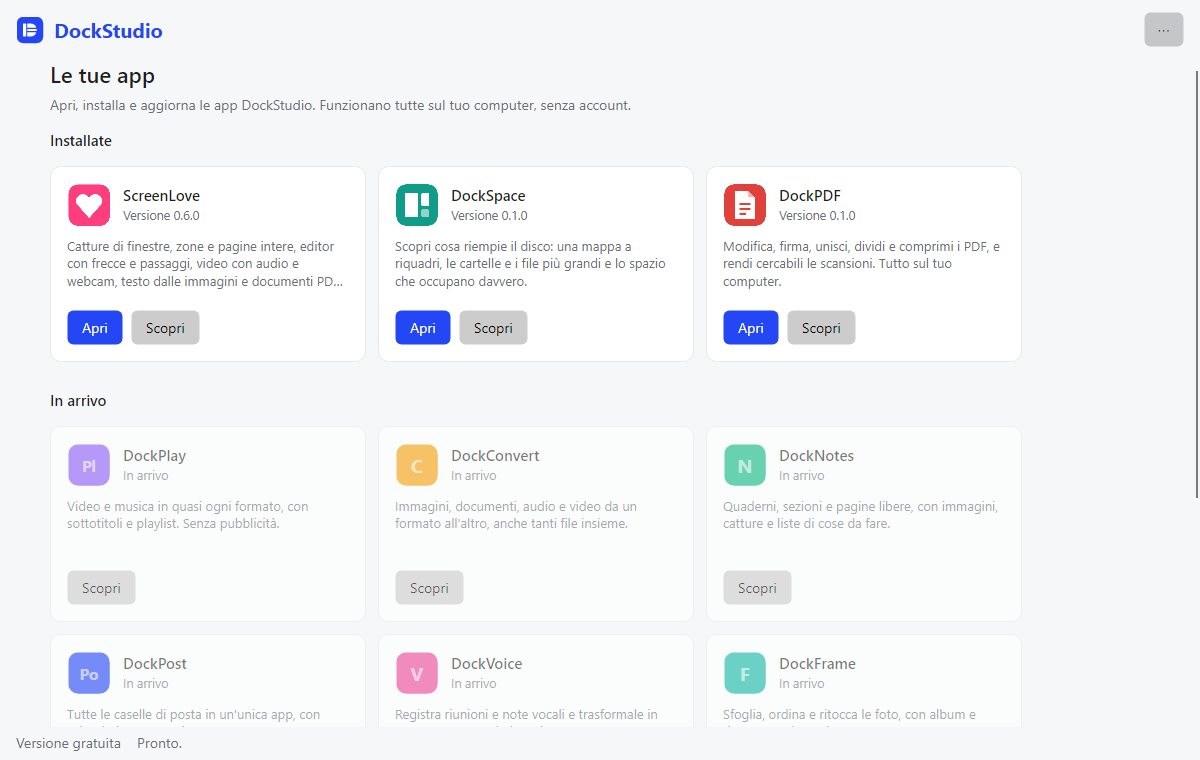 DockStudio
...
Le tue app
Apri, installa e aggiorna le app DockStudio. Funzionano tutte sul tuo computer, senza account.
Installate
ScreenLove
Versione 0.6.0
Catture di finestre, zone e pagine intere, editor
con frecce e passaggi, video con audio e
webcam, testo dalle immagini e documenti PD...
Apri
Scopri
DockSpace
Versione 0.1.0
Scopri cosa riempie il disco: una mappa a
riquadri, le cartelle e i file più grandi e lo spazio
che occupano davvero.
Apri
Scopri
DockPDF
Versione 0.1.0
Modifica, firma, unisci, dividi e comprimi i PDF, e
rendi cercabili le scansioni. Tutto sul tuo
computer.
Apri
Scopri
In arrivo
Pl
DockPlay
In arrivo
Video e musica in quasi ogni formato, con
sottotitoli e playlist. Senza pubblicità.
Scopri
C
DockConvert
In arrivo
Immagini, documenti, audio e video da un
formato all'altro, anche tanti file insieme.
Scopri
N
DockNotes
In arrivo
Quaderni, sezioni e pagine libere, con immagini,
catture e liste di cose da fare.
Scopri
Po
DockPost
In arrivo
Tutte le caselle di posta in un'unica app, con
V
DockVoice
In arrivo
Registra riunioni e note vocali e trasformale in
F
DockFrame
In arrivo
Sfoglia, ordina e ritocca le foto, con album e
Versione gratuita
Pronto.